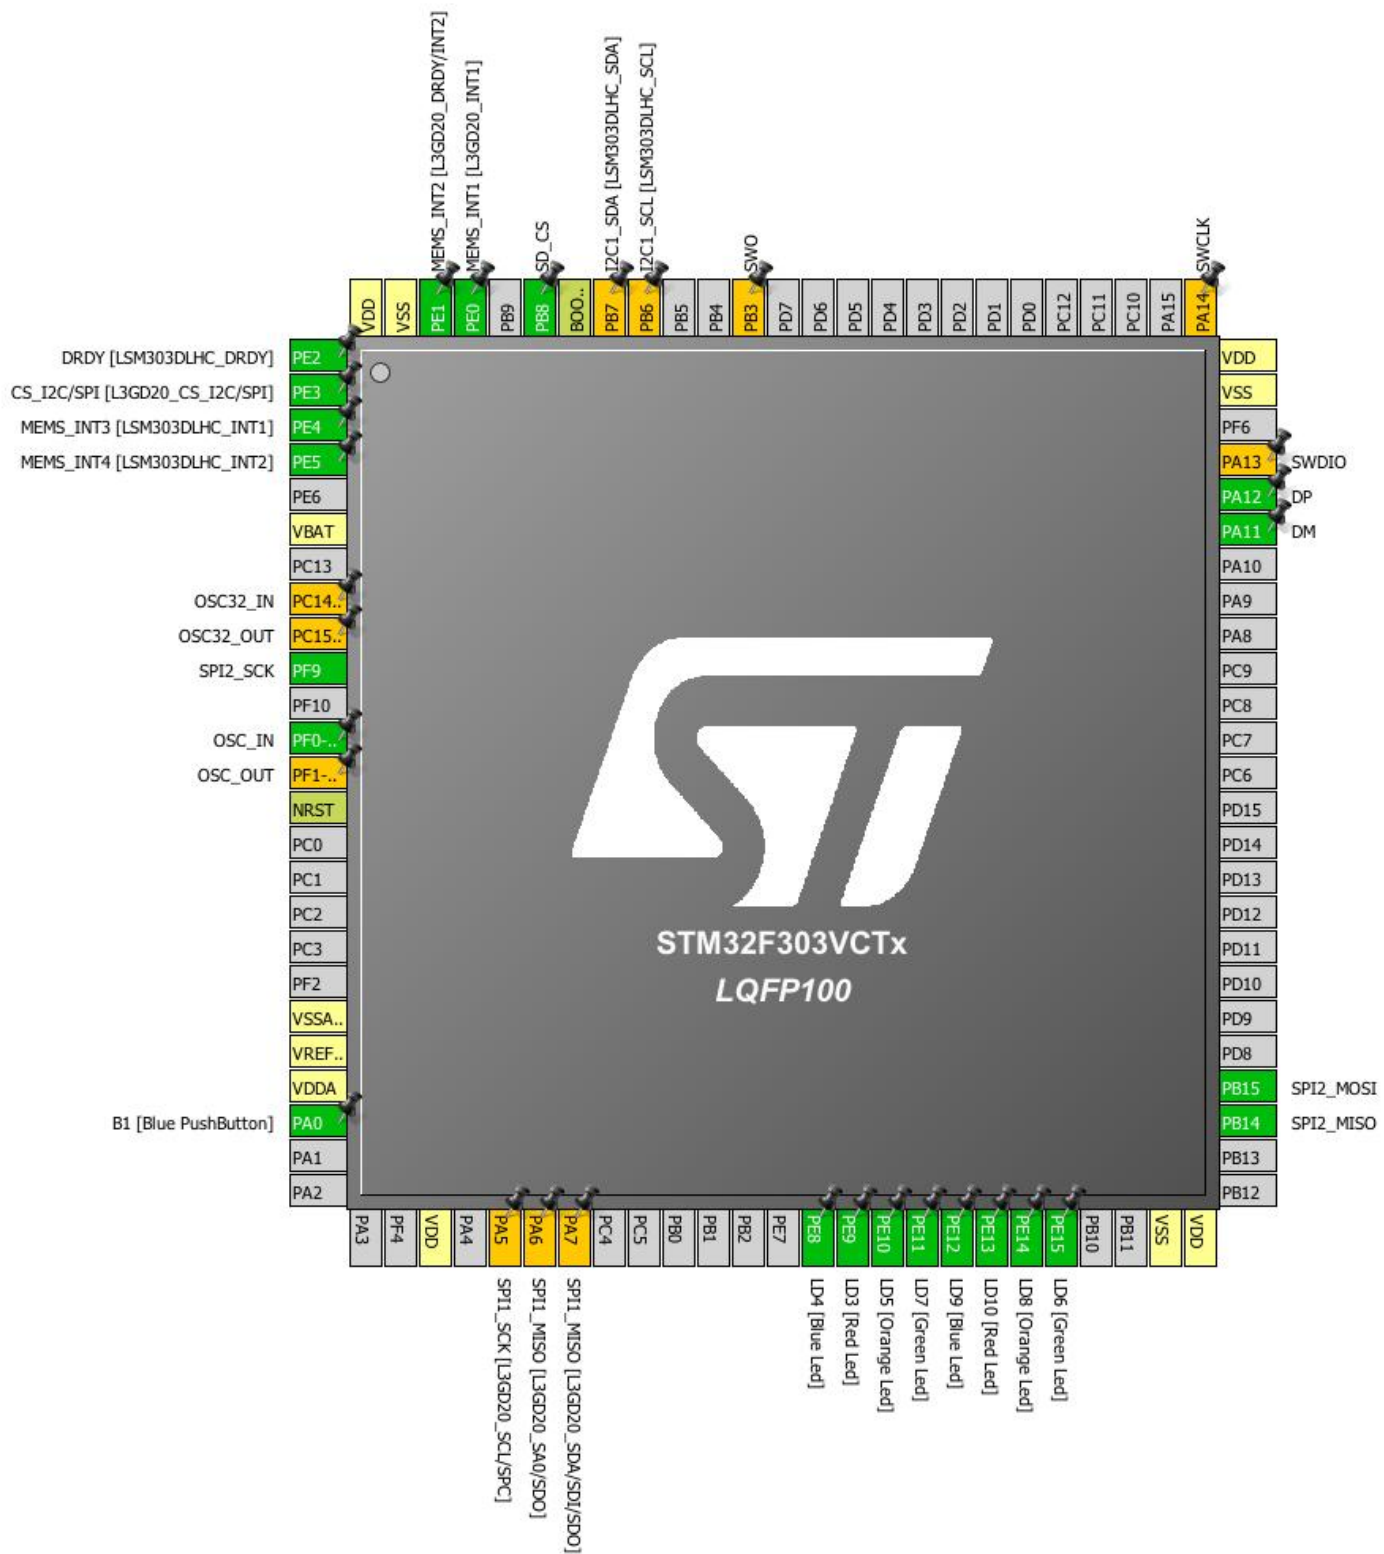 MEMS_INT2 [L3GD20_DRDY/INT2]
MEMS_INT1 [L3GD20_INT1]
SD_CS
I2C1_SDA [LSM303DLHC_SDA]
I2C1_SCL [LSM303DLHC_SCL]
SWO
SWCLK
VDD
VSS
PE1
PE0
PB9
PB8
BOO..
PB7
PB6
PB5
PB4
PB3
PD7
PD6
PD5
PD4
PD3
PD2
PD1
PD0
PC12
PC11
PC10
PA15
PA14
DRDY [LSM303DLHC_DRDY] PE2
CS_I2C/SPI [L3GD20_CS_I2C/SPI] PE3
MEMS_INT3 [LSM303DLHC_INT1] PE4
MEMS_INT4 [LSM303DLHC_INT2] PE5
PE6
VBAT
PC13
OSC32_IN PC14..
OSC32_OUT PC15..
SPI2_SCK PF9
PF10
OSC_IN PF0-..
OSC_OUT PF1-..
NRST
PC0
PC1
PC2
PC3
PF2
VSSA..
VREF..
VDDA
B1 [Blue PushButton] PA0
PA1
PA2
STM32F303VCTx
LQFP100
VDD
VSS
PF6
PA13 SWDIO
PA12 DP
PA11 DM
PA10
PA9
PA8
PC9
PC8
PC7
PC6
PD15
PD14
PD13
PD12
PD11
PD10
PD9
PD8
PB15 SPI2_MOSI
PB14 SPI2_MISO
PB13
PB12
PA3
PF4
VDD
PA4
PA5
PA6
PA7
PC4
PC5
PB0
PB1
PB2
PE7
PE8
PE9
PE10
PE11
PE12
PE13
PE14
PE15
PB10
PB11
VSS
VDD
SPI1_SCK [L3GD20_SCL/SPC]
SPI1_MISO [L3GD20_SA0/SDO]
SPI1_MISO [L3GD20_SDA/SDI/SDO]
LD4 [Blue Led]
LD3 [Red Led]
LD5 [Orange Led]
LD7 [Green Led]
LD9 [Blue Led]
LD10 [Red Led]
LD8 [Orange Led]
LD6 [Green Led]